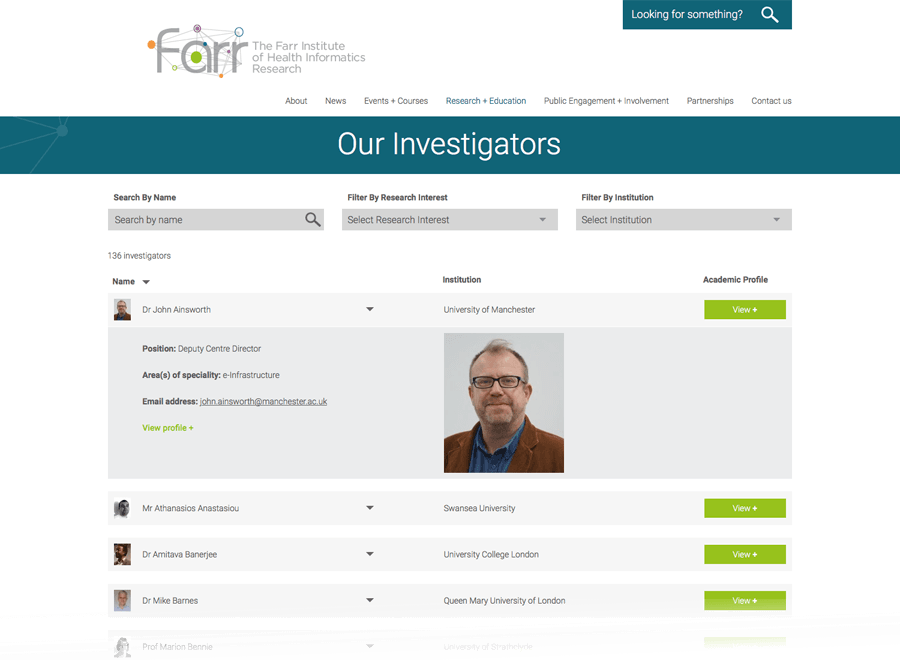 Looking for something?
Farr
The Farr Institute
of Health Informatics
Research
About News Events + Courses Research + Education Public Engagement + Involvement Partnerships Contact us
Our Investigators
Search By Name Filter By Research Interest Filter By Institution
Search by name Select Research Interest Select Institution
136 investigators
Name Institution Academic Profile
Dr John Ainsworth University of Manchester View +
Position: Deputy Centre Director
Area(s) of speciality: e-Infrastructure
Email address: john.ainsworth@manchester.ac.uk
View profile +
Mr Athanasios Anastasiou Swansea University View +
Dr Amitava Banerjee University College London View +
Dr Mike Barnes Queen Mary University of London View +
Prof Marion Bennie University of Strathclyde